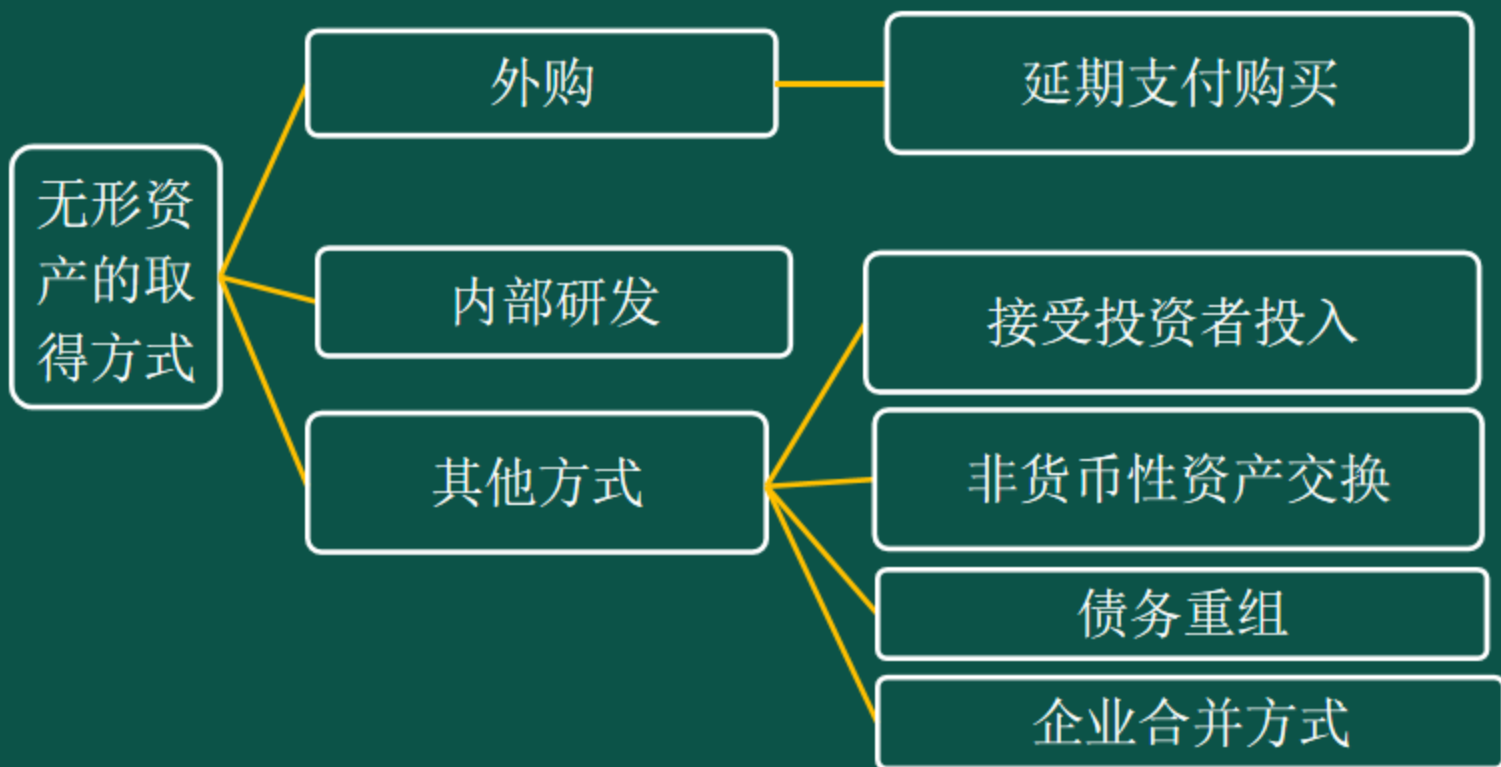 外购
延期支付购买
无形资
产的取
得方式
内部研发
接受投资者投入
其他方式
非货币性资产交换
债务重组
企业合并方式